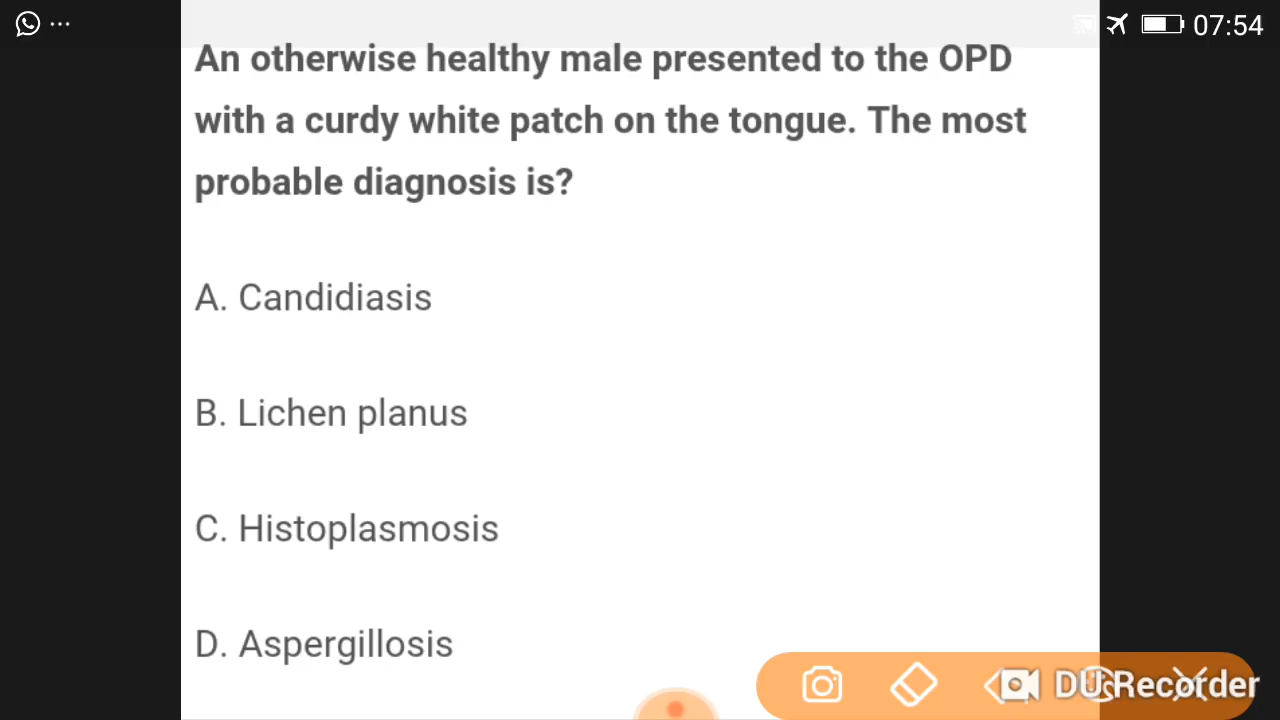 07:54
An otherwise healthy male presented to the OPD
with a curdy white patch on the tongue. The most
probable diagnosis is?
A. Candidiasis
B. Lichen planus
C. Histoplasmosis
D. Aspergillosis
DU Recorder